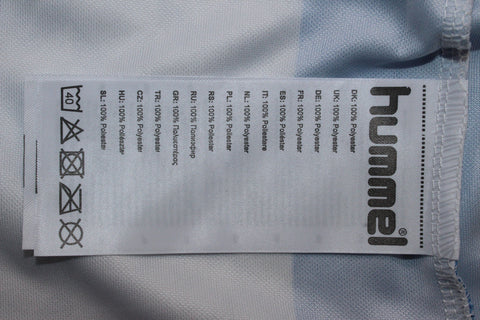 hummel®
DK: 100% Polyester
UK: 100% Polyester
DE: 100% Polyester
FR: 100% Polyester
ES: 100% Poliéster
IT: 100% Poliestere
NL: 100% Polyester
PL: 100% Poliester
RS: 100% Poliester
RU: 100% Полиэфир
GR: 100% Πολυεστέρας
TR: 100% Polyester
CZ: 100% Polyester
HU: 100% Poliészter
SL: 100% Poliester
40